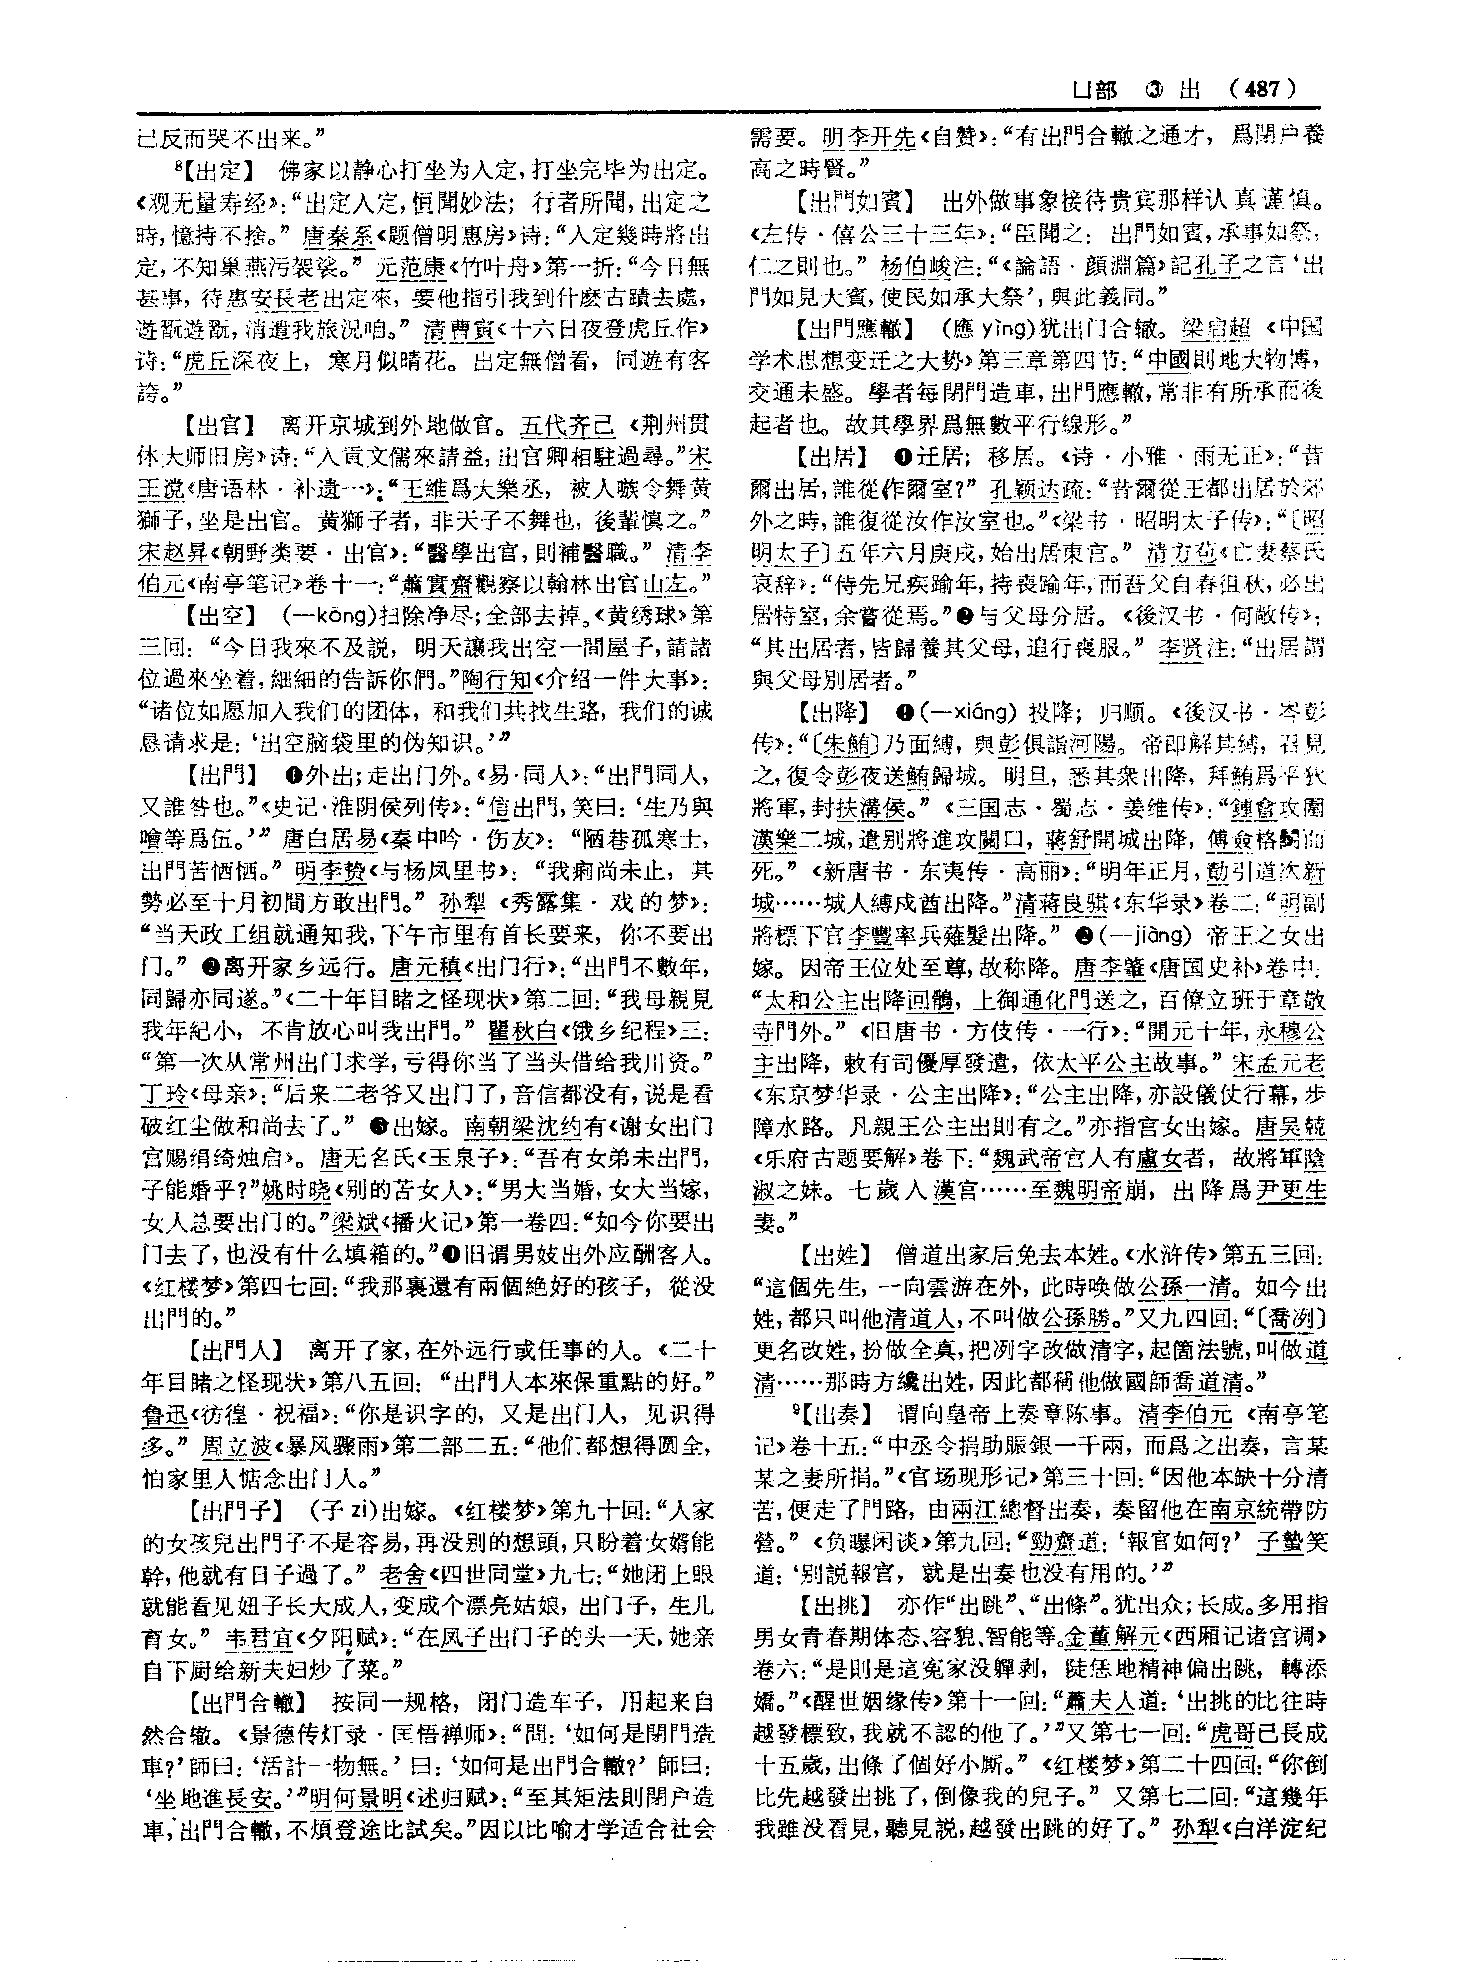 凵部 ③ 出 (487)
已反而哭不出来。”
⁸【出定】 佛家以静心打坐为入定，打坐完毕为出定。
《观无量寿经》：“出定入定，恒聞妙法；行者所聞，出定之
時，憶持不捨。” 唐秦系《题僧明惠房》诗：“入定幾時將出
定，不知巢燕污袈裟。” 元范康《竹叶舟》第一折：“今日無
甚事，待惠安長老出定來，要他指引我到什麽古蹟去處，
遊翫遊翫，消遣我旅況咱。” 清曹寅《十六日夜登虎丘作》
诗：“虎丘深夜上，寒月似晴花。出定無僧看，同遊有客
誇。”
【出官】 离开京城到外地做官。五代齐己《荆州贯
休大师旧房》诗：“入貢文儒來請益，出官卿相駐過尋。”宋
王谠《唐语林·补遗一》：“王維爲大樂丞，被人嗾令舞黄
獅子，坐是出官。黄獅子者，非天子不舞也，後輩慎之。”
宋赵昇《朝野类要·出官》：“醫學出官，則補醫職。” 清李
伯元《南亭笔记》卷十一：“蕭實齋觀察以翰林出官山左。”
【出空】 (—kōng)扫除净尽；全部去掉。《黄绣球》第
三回：“今日我來不及説，明天讓我出空一間屋子，請諸
位過來坐着，細細的告訴你們。”陶行知《介绍一件大事》：
“诸位如愿加入我们的团体，和我们共找生路，我们的诚
恳请求是：‘出空脑袋里的伪知识。’”
【出門】 ❶外出；走出门外。《易·同人》：“出門同人，
又誰咎也。”《史记·淮阴侯列传》：“信出門，笑曰：‘生乃與
噲等爲伍。’” 唐白居易《秦中吟·伤友》：“陋巷孤寒士，
出門苦恓恓。” 明李贽《与杨凤里书》：“我痢尚未止，其
勢必至十月初間方敢出門。” 孙犁《秀露集·戏的梦》：
“当天政工组就通知我，下午市里有首长要来，你不要出
门。” ❷离开家乡远行。唐元稹《出门行》：“出門不數年，
同歸亦同遂。”《二十年目睹之怪现状》第二回：“我母親見
我年紀小，不肯放心叫我出門。” 瞿秋白《饿乡纪程》三：
“第一次从常州出门求学，亏得你当了当头借给我川资。”
丁玲《母亲》：“后来二老爷又出门了，音信都没有，说是看
破红尘做和尚去了。” ❸出嫁。南朝梁沈约有《谢女出门
宫赐绢绮烛启》。唐无名氏《玉泉子》：“吾有女弟未出門，
子能婚乎？”姚时晓《别的苦女人》：“男大当婚，女大当嫁，
女人总要出门的。”梁斌《播火记》第一卷四：“如今你要出
门去了，也没有什么填箱的。”❹旧谓男妓出外应酬客人。
《红楼梦》第四七回：“我那裏還有兩個絶好的孩子，從没
出門的。”
【出門人】 离开了家，在外远行或任事的人。《二十
年目睹之怪现状》第八五回：“出門人本來保重點的好。”
鲁迅《彷徨·祝福》：“你是识字的，又是出门人，见识得
多。” 周立波《暴风骤雨》第二部二五：“他们都想得圆全，
怕家里人惦念出门人。”
【出門子】 (子 zi)出嫁。《红楼梦》第九十回：“人家
的女孩兒出門子不是容易，再没别的想頭，只盼着女婿能
幹，他就有日子過了。” 老舍《四世同堂》九七：“她闭上眼
就能看见妞子长大成人，变成个漂亮姑娘，出门子，生儿
育女。” 韦君宜《夕阳赋》：“在凤子出门子的头一天，她亲
自下厨给新夫妇炒了菜。”
【出門合轍】 按同一规格，闭门造车子，用起来自
然合辙。《景德传灯录·匡悟禅师》：“問：‘如何是閉門造
車？’師曰：‘活計一物無。’曰：‘如何是出門合轍？’師曰：
‘坐地進長安。’”明何景明《述归赋》：“至其矩法則閉户造
車，出門合轍，不煩登途比試矣。”因以比喻才学适合社会
需要。明李开先《自赞》：“有出門合轍之通才，爲閉户養
高之時賢。”
【出門如賓】 出外做事象接待贵宾那样认真谨慎。
《左传·僖公三十三年》：“臣聞之：出門如賓，承事如祭，
仁之則也。” 杨伯峻注：“《論語·顏淵篇》記孔子之言‘出
門如見大賓，使民如承大祭’，與此義同。”
【出門應轍】 (應 yìng)犹出门合辙。梁启超《中国
学术思想变迁之大势》第三章第四节：“中國則地大物博，
交通未盛。學者每閉門造車，出門應轍，常非有所承而後
起者也。故其學界爲無數平行線形。”
【出居】 ❶迁居；移居。《诗·小雅·雨无正》：“昔
爾出居，誰從作爾室？” 孔颖达疏：“昔爾從王都出居於郊
外之時，誰復從汝作汝室也。”《梁书·昭明太子传》：“〔昭
明太子〕五年六月庚戌，始出居東宫。” 清方苞《亡妻蔡氏
哀辞》：“侍先兄疾踰年，持喪踰年，而吾父自春徂秋，必出
居特室，余嘗從焉。”❷与父母分居。《後汉书·何敞传》：
“其出居者，皆歸養其父母，追行喪服。” 李贤注：“出居謂
與父母别居者。”
【出降】 ❶(—xiáng) 投降；归顺。《後汉书·岑彭
传》：“〔朱鮪〕乃面縛，與彭俱詣河陽。帝即解其縛，召見
之，復令彭夜送鮪歸城。明旦，悉其衆出降，拜鮪爲平狄
將軍，封扶溝侯。” 《三国志·蜀志·姜维传》：“鍾會攻圍
漢樂二城，遣别將進攻關口，蔣舒開城出降，傅僉格鬭而
死。” 《新唐书·东夷传·高丽》：“明年正月，勣引道次新
城……城人縛戍酋出降。”清蒋良骐《东华录》卷二：“明副
將標下官李豐率兵薙髮出降。” ❷(—jiàng) 帝王之女出
嫁。因帝王位处至尊，故称降。唐李肇《唐国史补》卷中：
“太和公主出降回鶻，上御通化門送之，百僚立班于章敬
寺門外。” 《旧唐书·方伎传·一行》：“開元十年，永穆公
主出降，敕有司優厚發遣，依太平公主故事。” 宋孟元老
《东京梦华录·公主出降》：“公主出降，亦設儀仗行幕，步
障水路。凡親王公主出則有之。”亦指宫女出嫁。唐吴兢
《乐府古题要解》卷下：“魏武帝宫人有盧女者，故將軍陰
淑之妹。七歲入漢宫……至魏明帝崩，出降爲尹更生
妻。”
【出姓】 僧道出家后免去本姓。《水浒传》第五三回：
“這個先生，一向雲游在外，此時唤做公孫一清。如今出
姓，都只叫他清道人，不叫做公孫勝。”又九四回：“〔喬冽〕
更名改姓，扮做全真，把冽字改做清字，起箇法號，叫做道
清……那時方纔出姓，因此都稱他做國師喬道清。”
⁹【出奏】 谓向皇帝上奏章陈事。清李伯元《南亭笔
记》卷十五：“中丞令捐助賑銀一千兩，而爲之出奏，言某
某之妻所捐。”《官场现形记》第三十回：“因他本缺十分清
苦，便走了門路，由兩江總督出奏，奏留他在南京統帶防
營。” 《负曝闲谈》第九回：“勁齋道：‘報官如何？’ 子蟄笑
道：‘别説報官，就是出奏也没有用的。’”
【出挑】 亦作“出跳”、“出條”。犹出众；长成。多用指
男女青春期体态、容貌、智能等。金董解元《西厢记诸宫调》
卷六：“是則是這冤家没彈剥，陡恁地精神偏出跳，轉添
嬌。”《醒世姻缘传》第十一回：“蕭夫人道：‘出挑的比往時
越發標致，我就不認的他了。’”又第七一回：“虎哥已長成
十五歲，出條了個好小厮。” 《红楼梦》第二十四回：“你倒
比先越發出挑了，倒像我的兒子。” 又第七二回：“這幾年
我雖没看見，聽見説，越發出跳的好了。” 孙犁《白洋淀纪